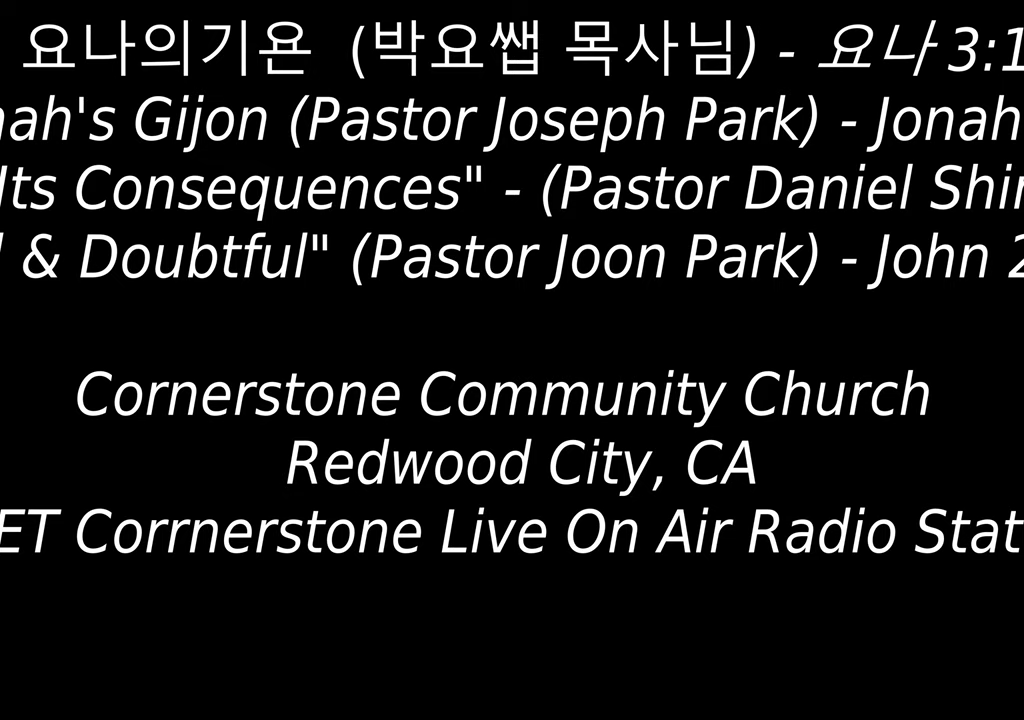 요나의기욘 (박요쌥 목사님) - 요나 3:1
nah's Gijon (Pastor Joseph Park) - Jonah
Its Consequences" - (Pastor Daniel Shin
& Doubtful" (Pastor Joon Park) - John 2
Cornerstone Community Church
Redwood City, CA
ET Corrnerstone Live On Air Radio Stat